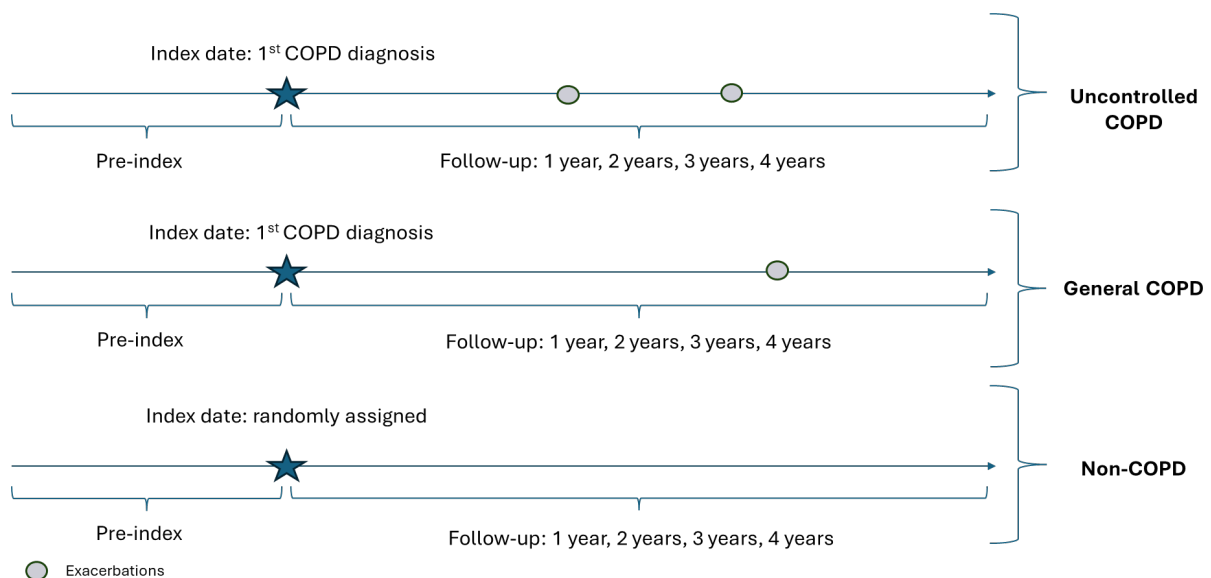 Index date: 1st COPD diagnosis
Uncontrolled
COPD
Pre-index
Follow-up: 1 year, 2 years, 3 years, 4 years
Index date: 1st COPD diagnosis
General COPD
Pre-index
Follow-up: 1 year, 2 years, 3 years, 4 years
Index date: randomly assigned
Non-COPD
Pre-index
Follow-up: 1 year, 2 years, 3 years, 4 years
Exacerbations